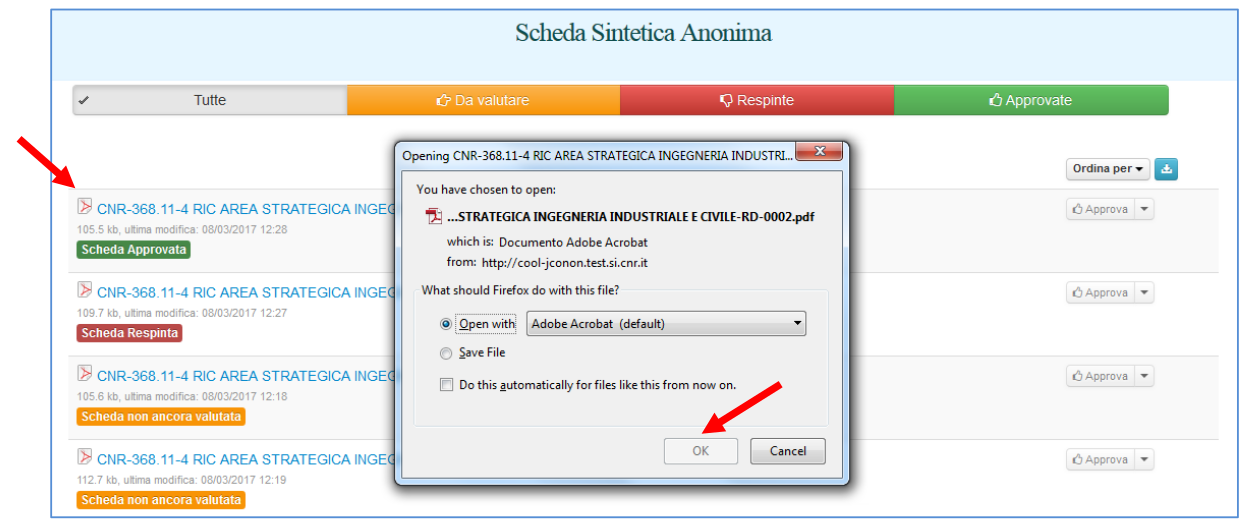 Scheda Sintetica Anonima
Tutte
Da valutare
Respinte
Approvate
Ordina per
CNR-368.11-4 RIC AREA STRATEGICA INGEG
105.5 kb, ultima modifica: 08/03/2017 12:28
Scheda Approvata
Approva
CNR-368.11-4 RIC AREA STRATEGICA INGEG
109.7 kb, ultima modifica: 08/03/2017 12:27
Scheda Respinta
Approva
CNR-368.11-4 RIC AREA STRATEGICA INGEG
105.6 kb, ultima modifica: 08/03/2017 12:18
Scheda non ancora valutata
Approva
CNR-368.11-4 RIC AREA STRATEGICA INGEG
112.7 kb, ultima modifica: 08/03/2017 12:19
Scheda non ancora valutata
Approva
Opening CNR-368.11-4 RIC AREA STRATEGICA INGEGNERIA INDUSTRI...
You have chosen to open:
...STRATEGICA INGEGNERIA INDUSTRIALE E CIVILE-RD-0002.pdf
which is: Documento Adobe Acrobat
from: http://cool-jconon.test.si.cnr.it
What should Firefox do with this file?
Open with Adobe Acrobat (default)
Save File
Do this automatically for files like this from now on.
OK Cancel